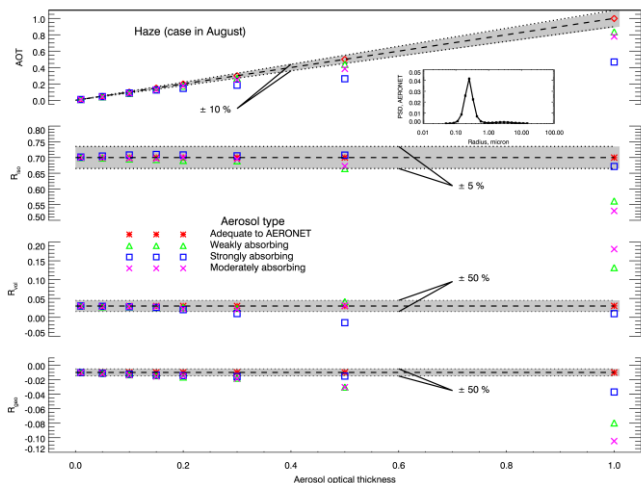 Haze (case in August)
AOT
1.0
0.8
0.6
0.4
0.2
0.0
± 10 %
PSD, AERONET
0.05
0.04
0.03
0.02
0.01
0.00
0.01 0.10 1.00 10.00 100.00
Radius, micron
0.80
0.75
0.70
0.65
0.60
0.55
0.50
± 5 %
Aerosol type
Adequate to AERONET
Weakly absorbing
Strongly absorbing
Moderately absorbing
0.20
0.15
0.10
0.05
0.00
-0.05
± 50 %
Rgeo
0.00
-0.02
-0.04
-0.06
-0.08
-0.10
-0.12
± 50 %
0.0 0.2 0.4 0.6 0.8 1.0
Aerosol optical thickness